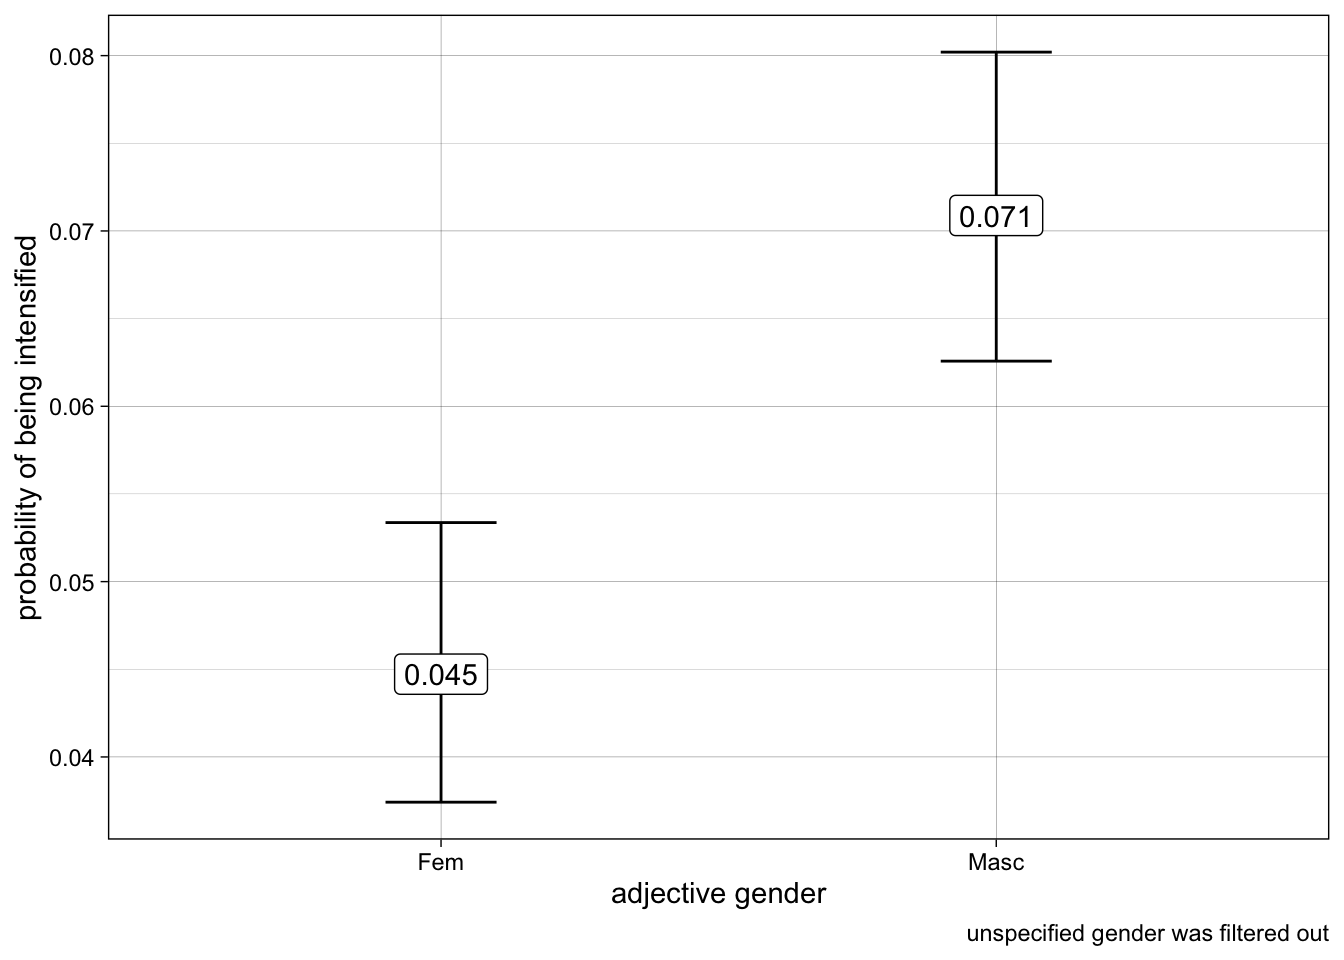 probability of being intensified
0.08
0.07
0.06
0.05
0.04
0.071
0.045
Fem
Masc
adjective gender
unspecified gender was filtered out